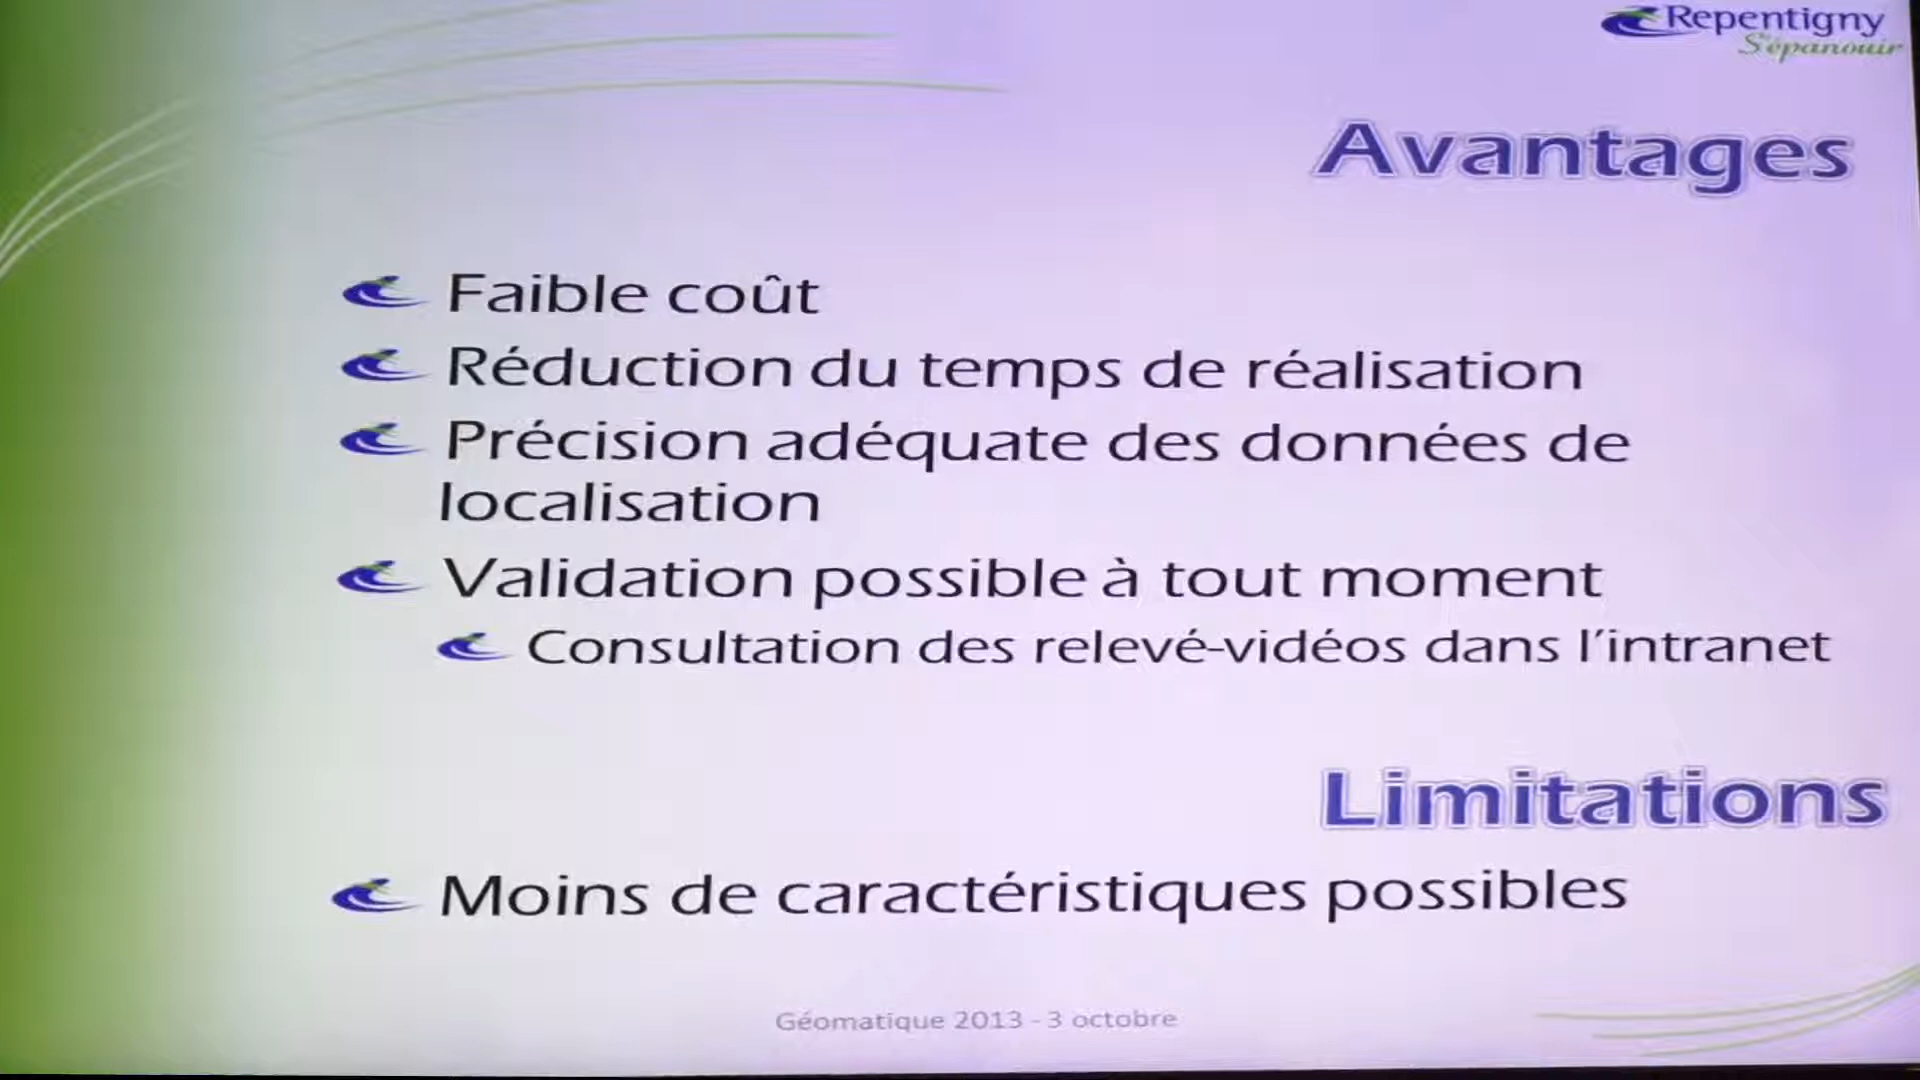 Repentigny
S'épanouir
Avantages
Faible coût
Réduction du temps de réalisation
Précision adéquate des données de
localisation
Validation possible à tout moment
Consultation des relevé-vidéos dans l'intranet
Limitations
Moins de caractéristiques possibles
Géomatique 2013 - 3 octobre